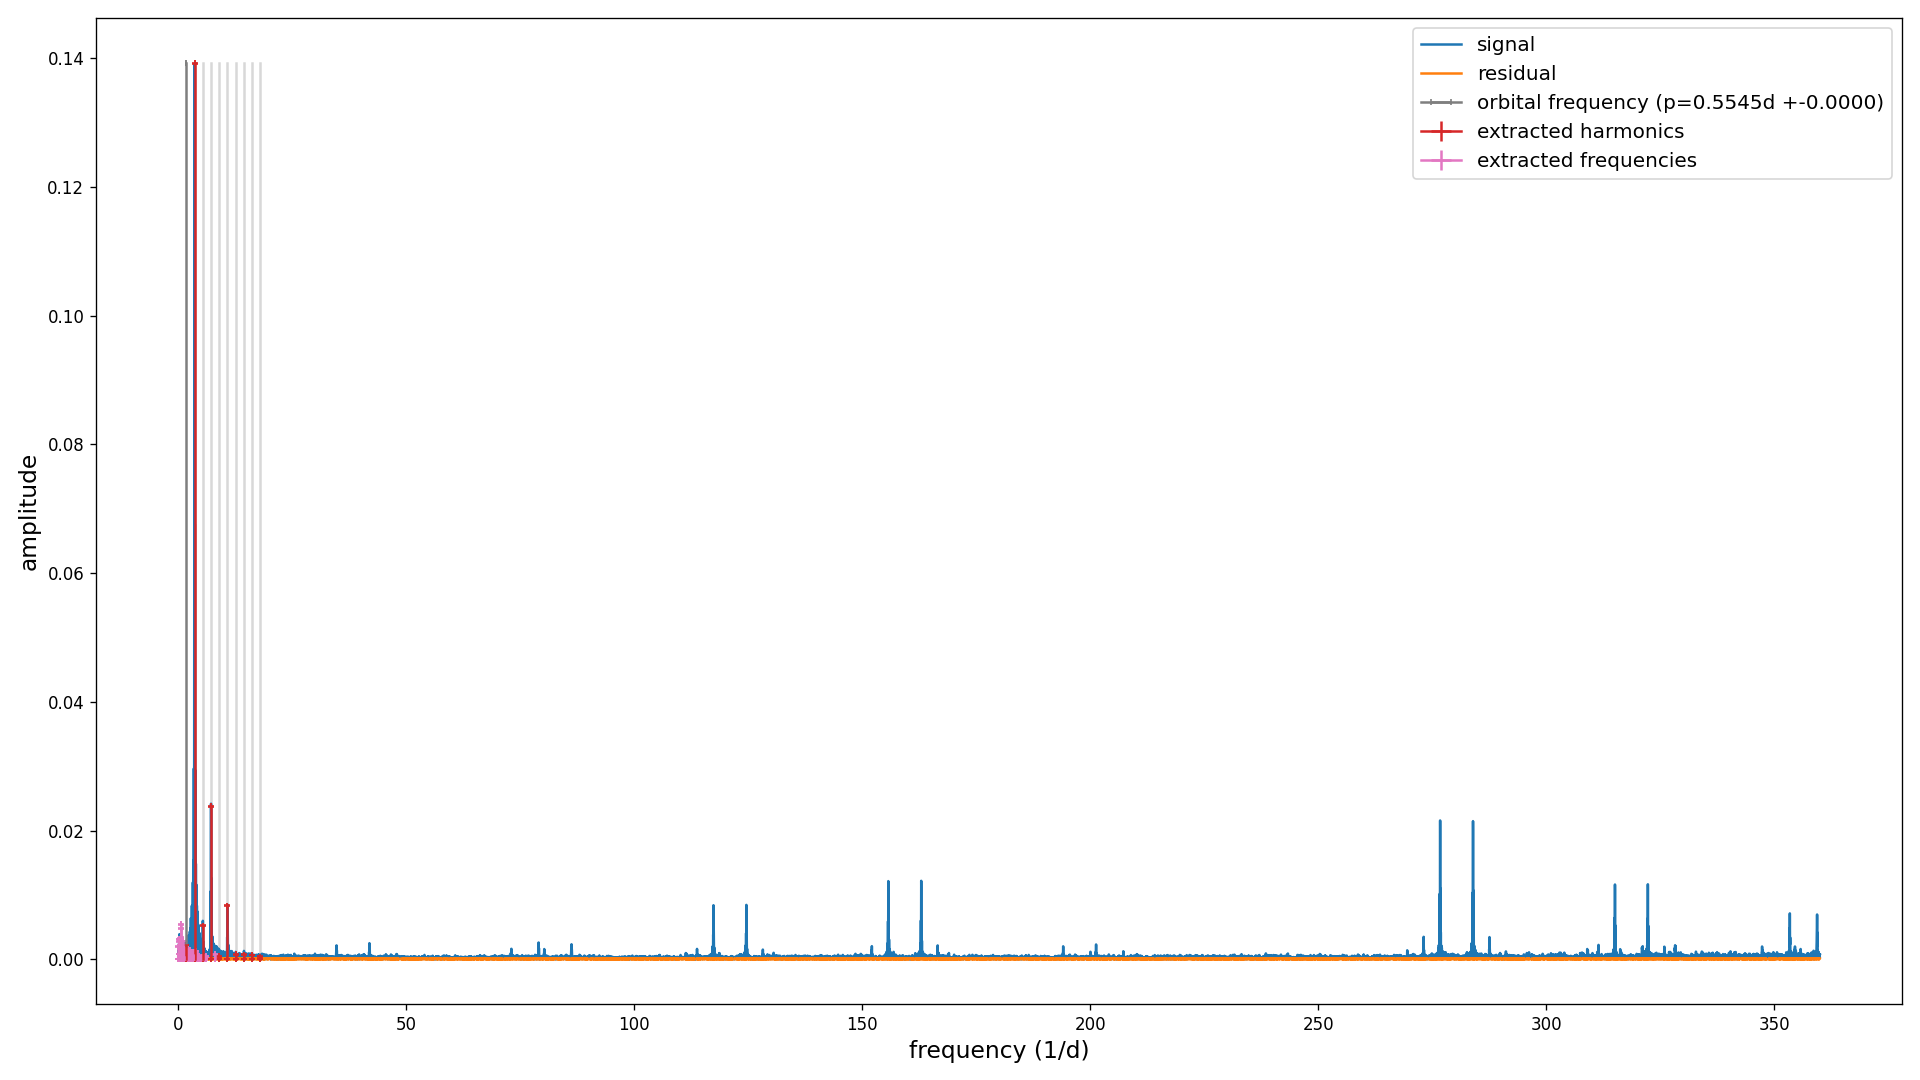 0.14
0.12
0.10
0.08
0.06
0.04
0.02
0.00
amplitude
0
50
100
150
200
250
300
350
frequency (1/d)
signal
residual
orbital frequency (p=0.5545d +-0.0000)
extracted harmonics
extracted frequencies